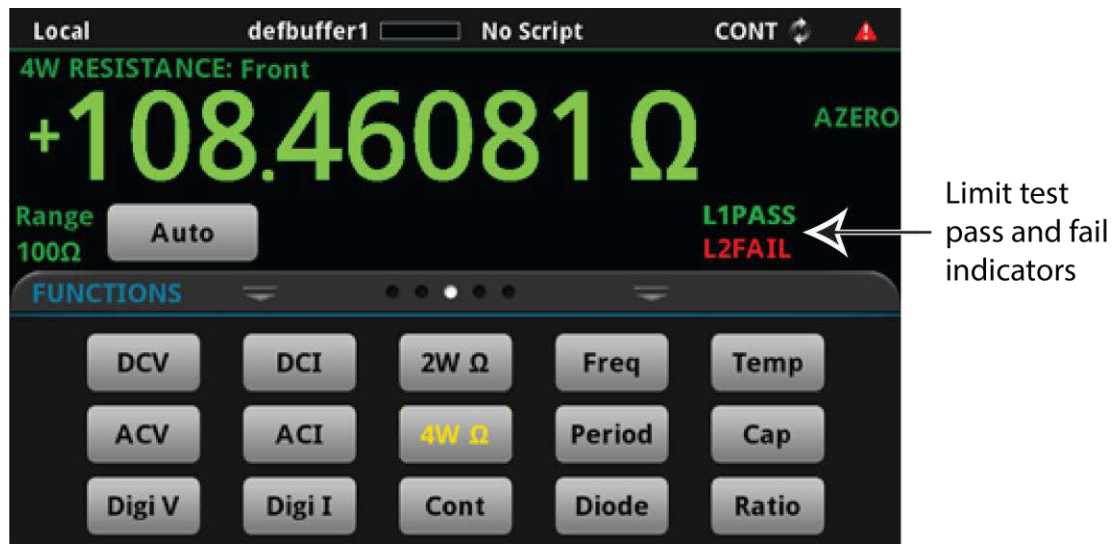 Local defbuffer1 No Script CONT
4W RESISTANCE: Front
+108.46081 Ω
AZERO
Range
100Ω
Auto
L1PASS
L2FAIL
Limit test
pass and fail
indicators
FUNCTIONS
DCV DCI 2W Ω Freq Temp
ACV ACI 4W Ω Period Cap
Digi V Digi I Cont Diode Ratio